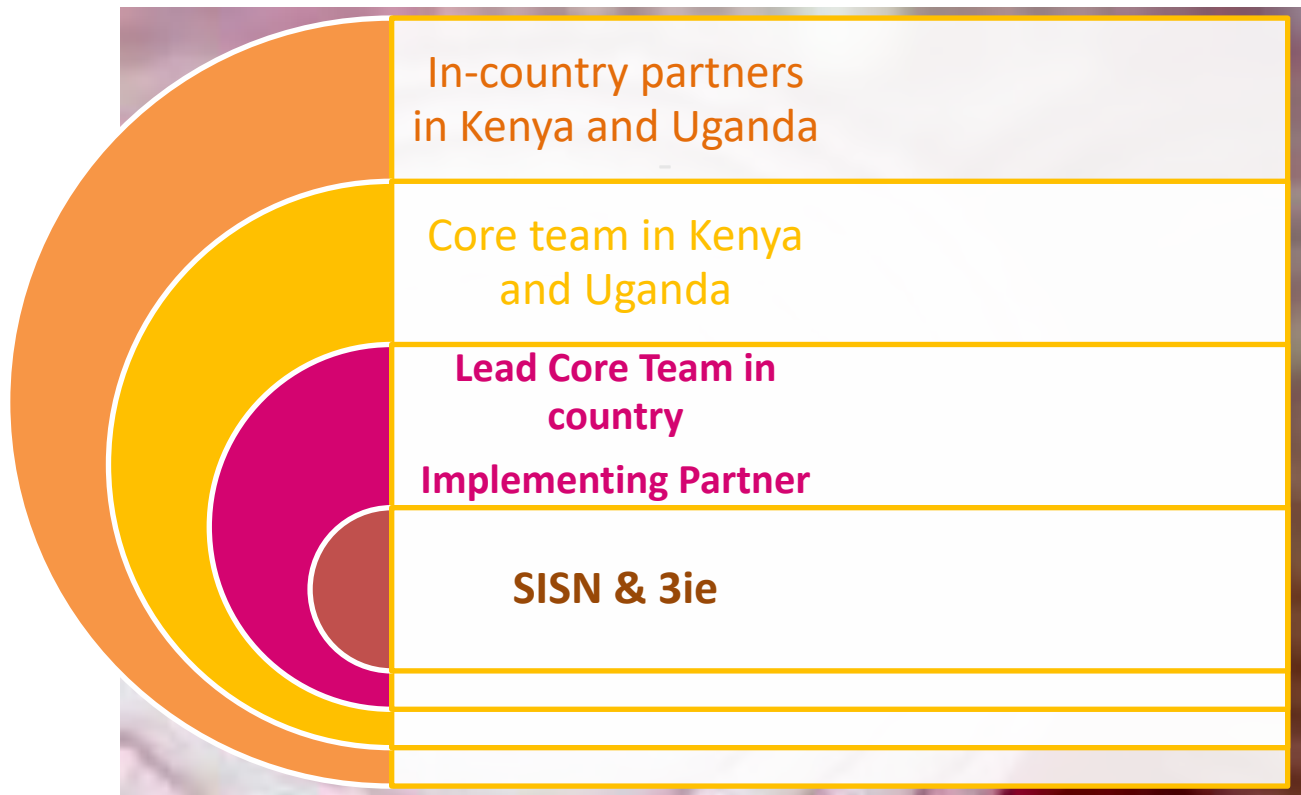 In-country partners
in Kenya and Uganda
Core team in Kenya
and Uganda
Lead Core Team in
country
Implementing Partner
SISN & 3ie